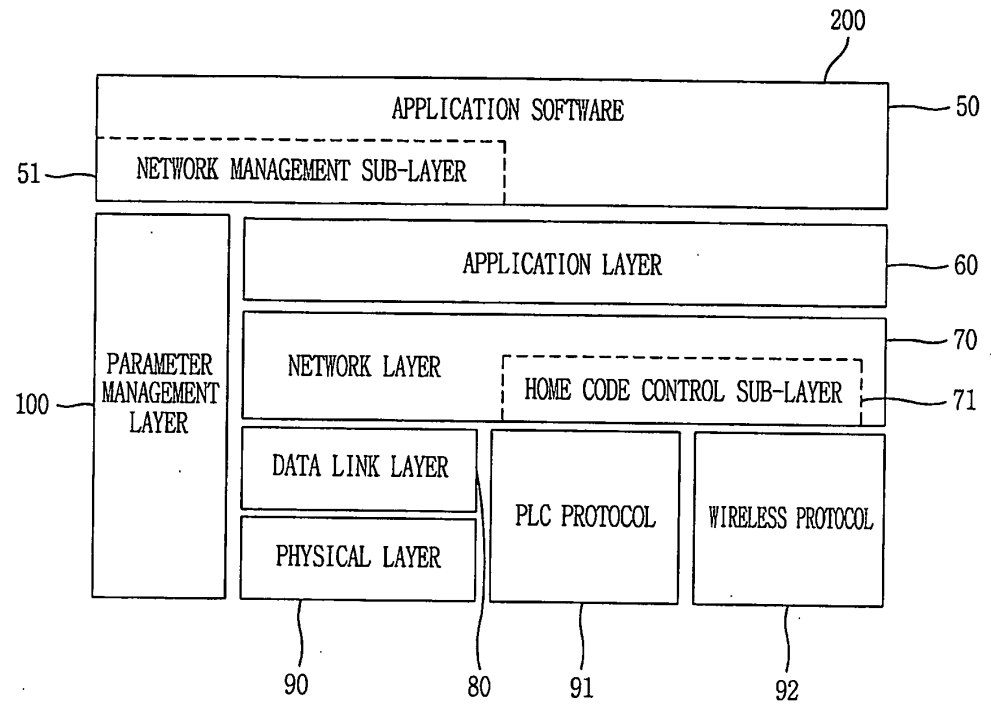 200
APPLICATION SOFTWARE
50
NETWORK MANAGEMENT SUB-LAYER
51
APPLICATION LAYER
60
PARAMETER
MANAGEMENT
LAYER
100
NETWORK LAYER
70
HOME CODE CONTROL SUB-LAYER
71
DATA LINK LAYER
PLC PROTOCOL
WIRELESS PROTOCOL
PHYSICAL LAYER
90
80
91
92